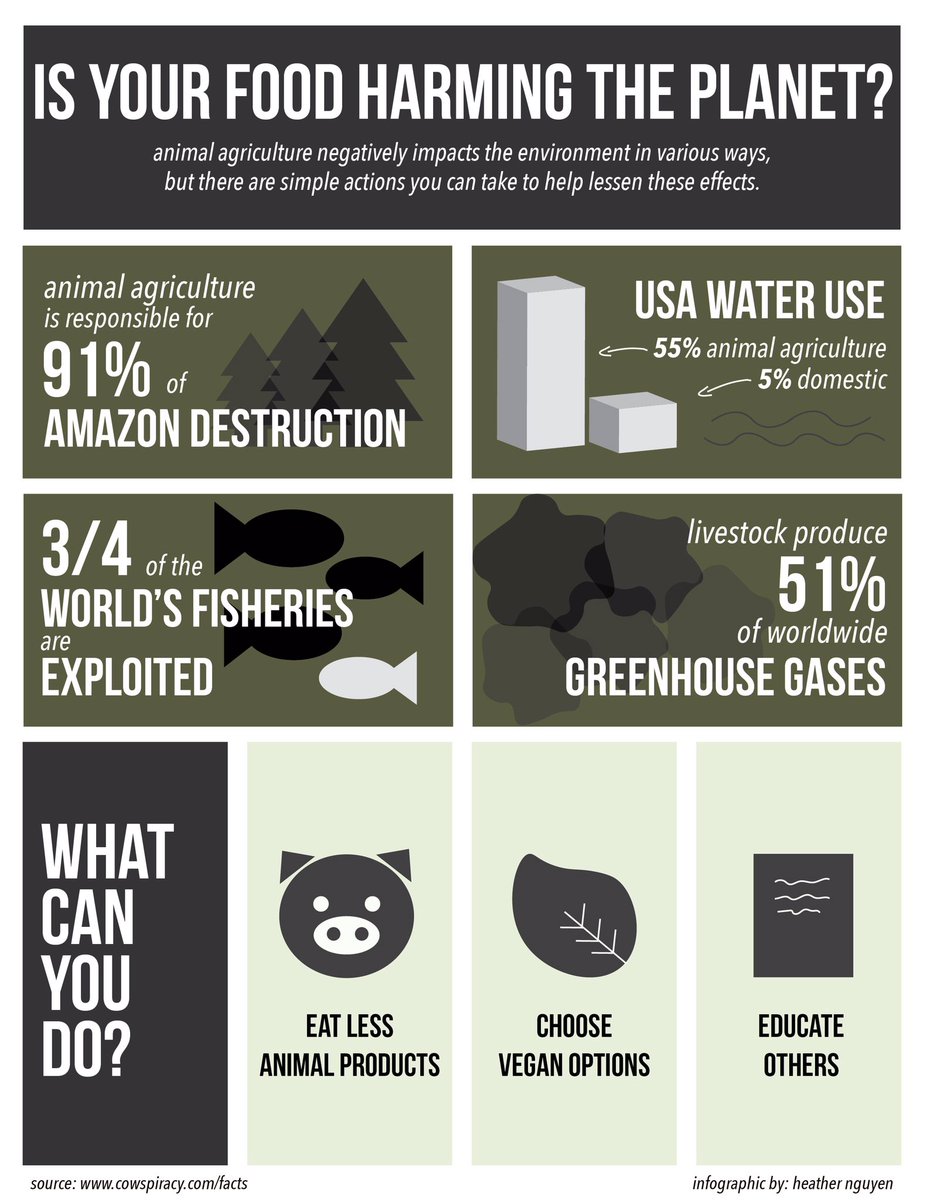 IS YOUR FOOD HARMING THE PLANET?
animal agriculture negatively impacts the environment in various ways,
but there are simple actions you can take to help lessen these effects.
animal agriculture
is responsible for
91% of
AMAZON DESTRUCTION
USA WATER USE
55% animal agriculture
5% domestic
3/4 of the
WORLD'S FISHERIES
are
EXPLOITED
livestock produce
51%
of worldwide
GREENHOUSE GASES
WHAT
CAN
YOU
DO?
EAT LESS
ANIMAL PRODUCTS
CHOOSE
VEGAN OPTIONS
EDUCATE
OTHERS
source: www.cowspiracy.com/facts
infographic by: heather nguyen